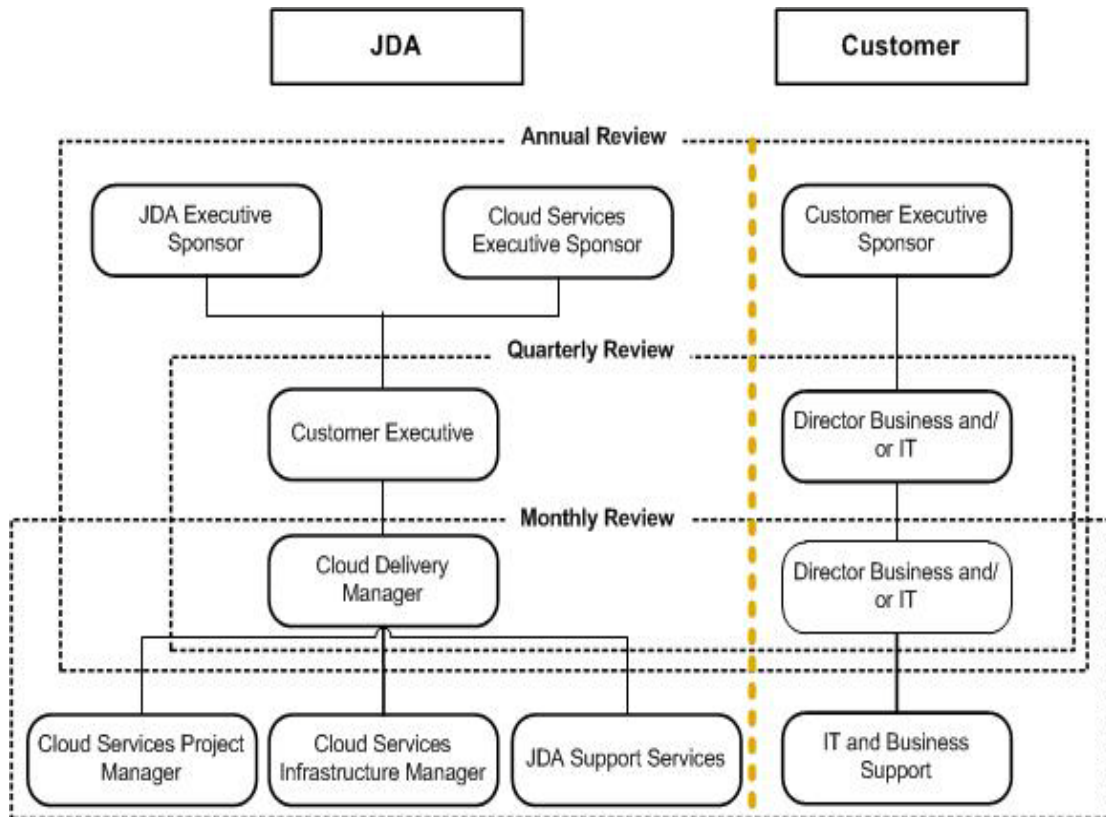 JDA
Customer
Annual Review
JDA Executive
Sponsor
Cloud Services
Executive Sponsor
Customer Executive
Sponsor
Quarterly Review
Customer Executive
Director Business and/
or IT
Monthly Review
Cloud Delivery
Manager
Director Business and/
or IT
Cloud Services Project
Manager
Cloud Services
Infrastructure Manager
JDA Support Services
IT and Business
Support